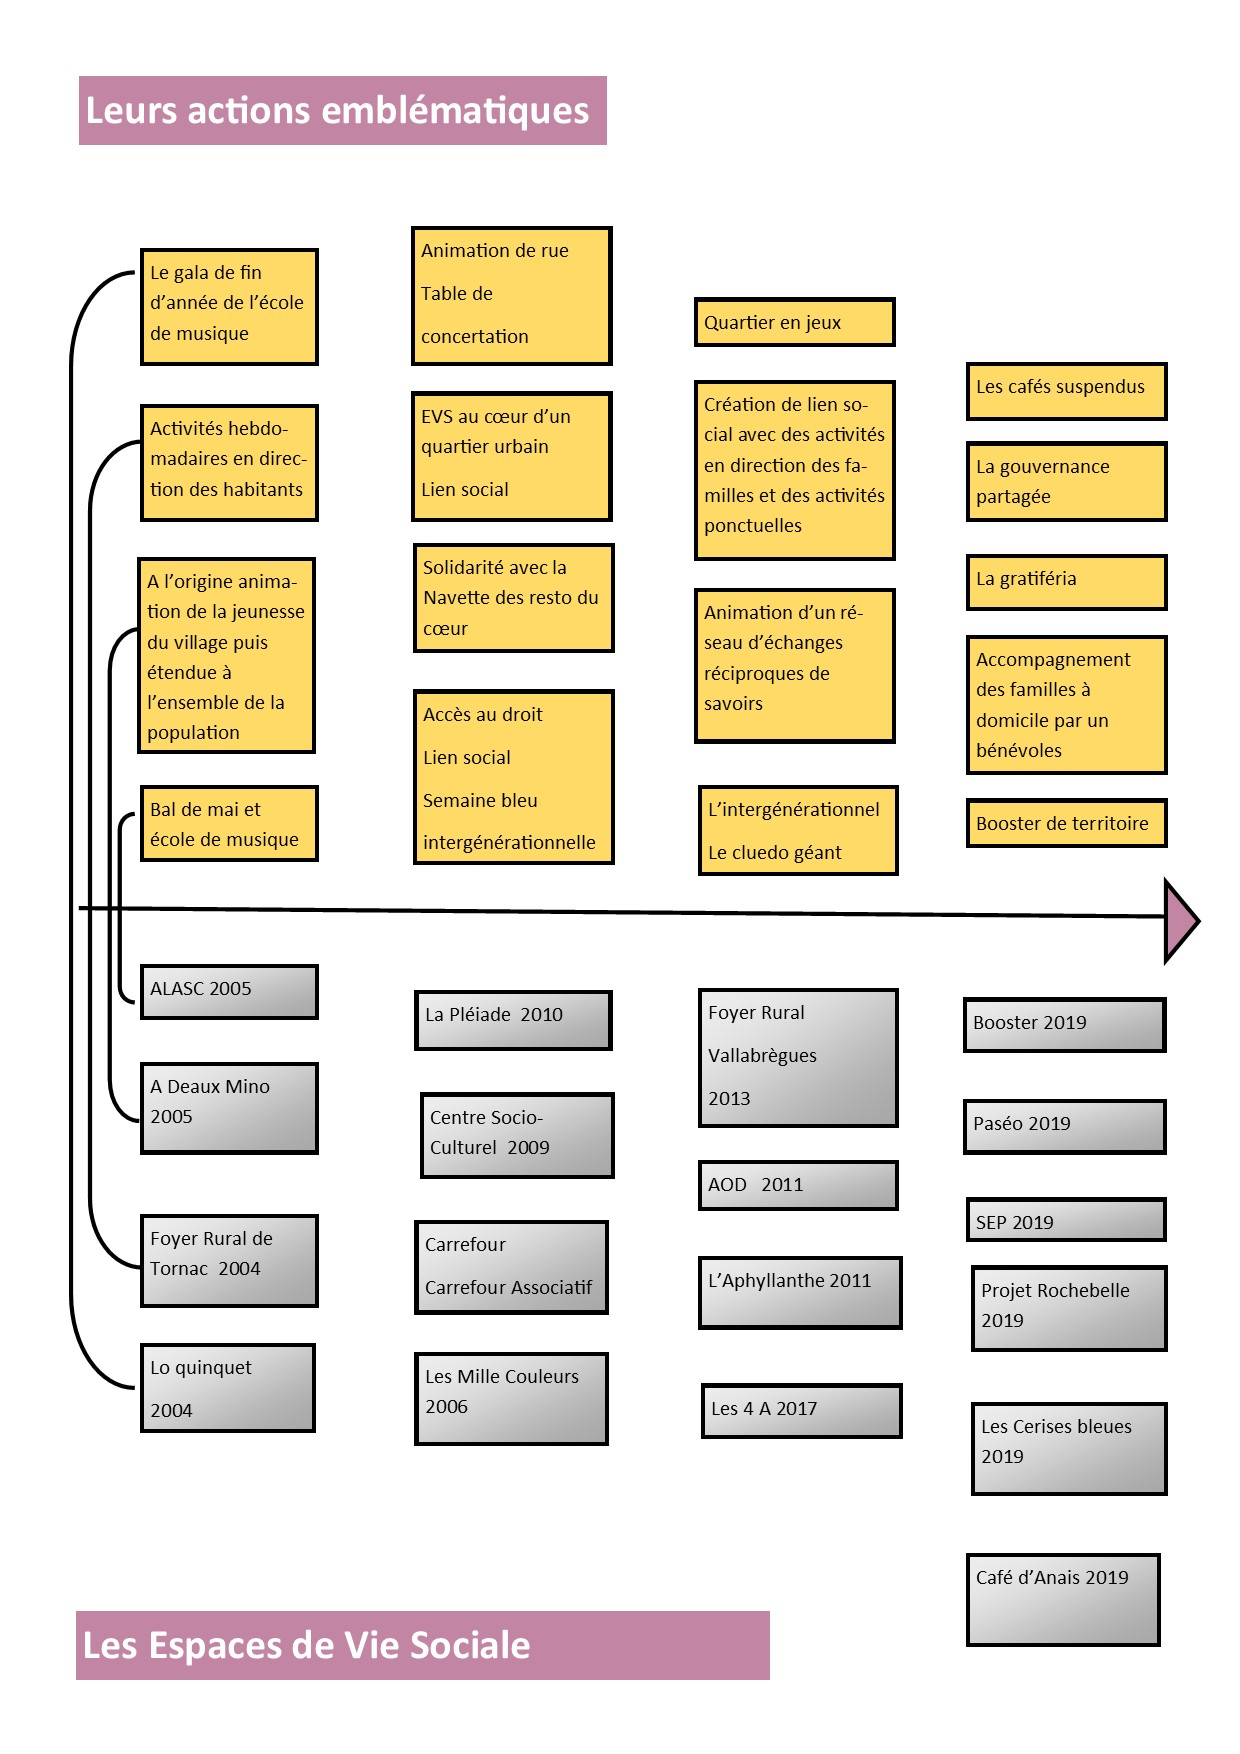 Leurs actions emblématiques
Le gala de fin
d’année de l’école
de musique
Activités hebdo-
madaires en direc-
tion des habitants
A l’origine anima-
tion de la jeunesse
du village puis
étendue à
l’ensemble de la
population
Bal de mai et
école de musique
Animation de rue
Table de
concertation
EVS au cœur d’un
quartier urbain
Lien social
Solidarité avec la
Navette des resto du
cœur
Accès au droit
Lien social
Semaine bleu
intergénérationnelle
Quartier en jeux
Création de lien so-
cial avec des activités
en direction des fa-
milles et des activités
ponctuelles
Animation d’un ré-
seau d’échanges
réciproques de
savoirs
L’intergénérationnel
Le cluedo géant
Les cafés suspendus
La gouvernance
partagée
La gratiféria
Accompagnement
des familles à
domicile par un
bénévoles
Booster de territoire
ALASC 2005
A Deaux Mino
2005
Foyer Rural de
Tornac 2004
Lo quinquet
2004
La Pléiade 2010
Centre Socio-
Culturel 2009
Carrefour
Carrefour Associatif
Les Mille Couleurs
2006
Foyer Rural
Vallabrègues
2013
AOD 2011
L’Aphyllanthe 2011
Les 4 A 2017
Booster 2019
Paséo 2019
SEP 2019
Projet Rochebelle
2019
Les Cerises bleues
2019
Café d’Anais 2019
Les Espaces de Vie Sociale